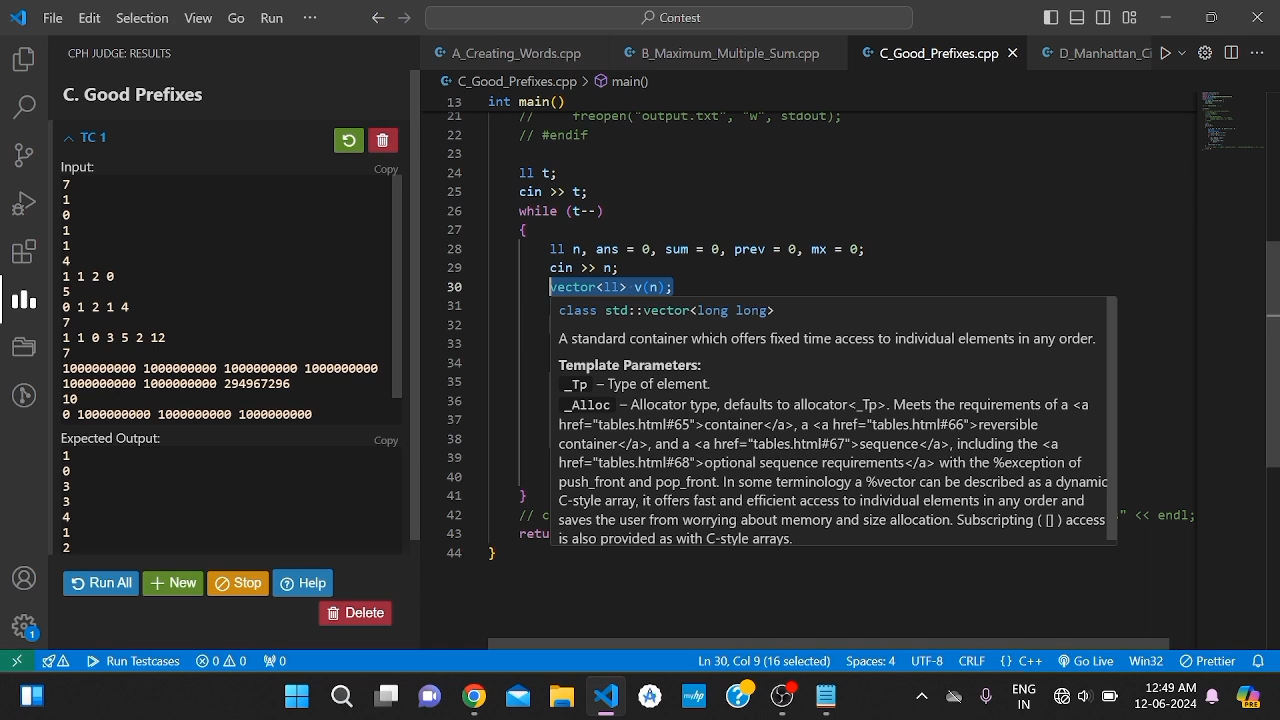 File Edit Selection View Go Run ··· Contest
CPH JUDGE: RESULTS
C. Good Prefixes
TC 1
Input:
Copy
7
1
0
1
1
4
1 1 2 0
5
0 1 2 1 4
7
1 1 0 3 5 2 12
7
1000000000 1000000000 1000000000 1000000000
1000000000 1000000000 294967296
10
0 1000000000 1000000000 1000000000
Expected Output:
Copy
1
0
3
3
4
1
2
Run All
New
Stop
Help
Delete
A_Creating_Words.cpp B_Maximum_Multiple_Sum.cpp C_Good_Prefixes.cpp D_Manhattan_Ci
C_Good_Prefixes.cpp > main()
13 int main()
21 // freopen("output.txt", "w", stdout);
22 // #endif
23
24 ll t;
25 cin >> t;
26 while (t--)
27 {
28 ll n, ans = 0, sum = 0, prev = 0, mx = 0;
29 cin >> n;
30 vector<ll> v(n);
31 class std::vector<long long>
32
33 A standard container which offers fixed time access to individual elements in any order.
34 Template Parameters:
35 _Tp – Type of element.
36 _Alloc – Allocator type, defaults to allocator<_Tp>. Meets the requirements of a <a
37 href="tables.html#65">container</a>, a <a href="tables.html#66">reversible
38 container</a>, and a <a href="tables.html#67">sequence</a>, including the <a
39 href="tables.html#68">optional sequence requirements</a> with the %exception of
40 push_front and pop_front. In some terminology a %vector can be described as a dynamic
41 } C-style array, it offers fast and efficient access to individual elements in any order and
42 // c saves the user from worrying about memory and size allocation. Subscripting ( [] ) access s" << endl;
43 retu is also provided as with C-style arrays.
44 }
1
Run Testcases 0 0 0 Ln 30, Col 9 (16 selected) Spaces: 4 UTF-8 CRLF {} C++ Go Live Win32 Prettier
myhp
ENG
IN
12:49 AM
12-06-2024
PRE